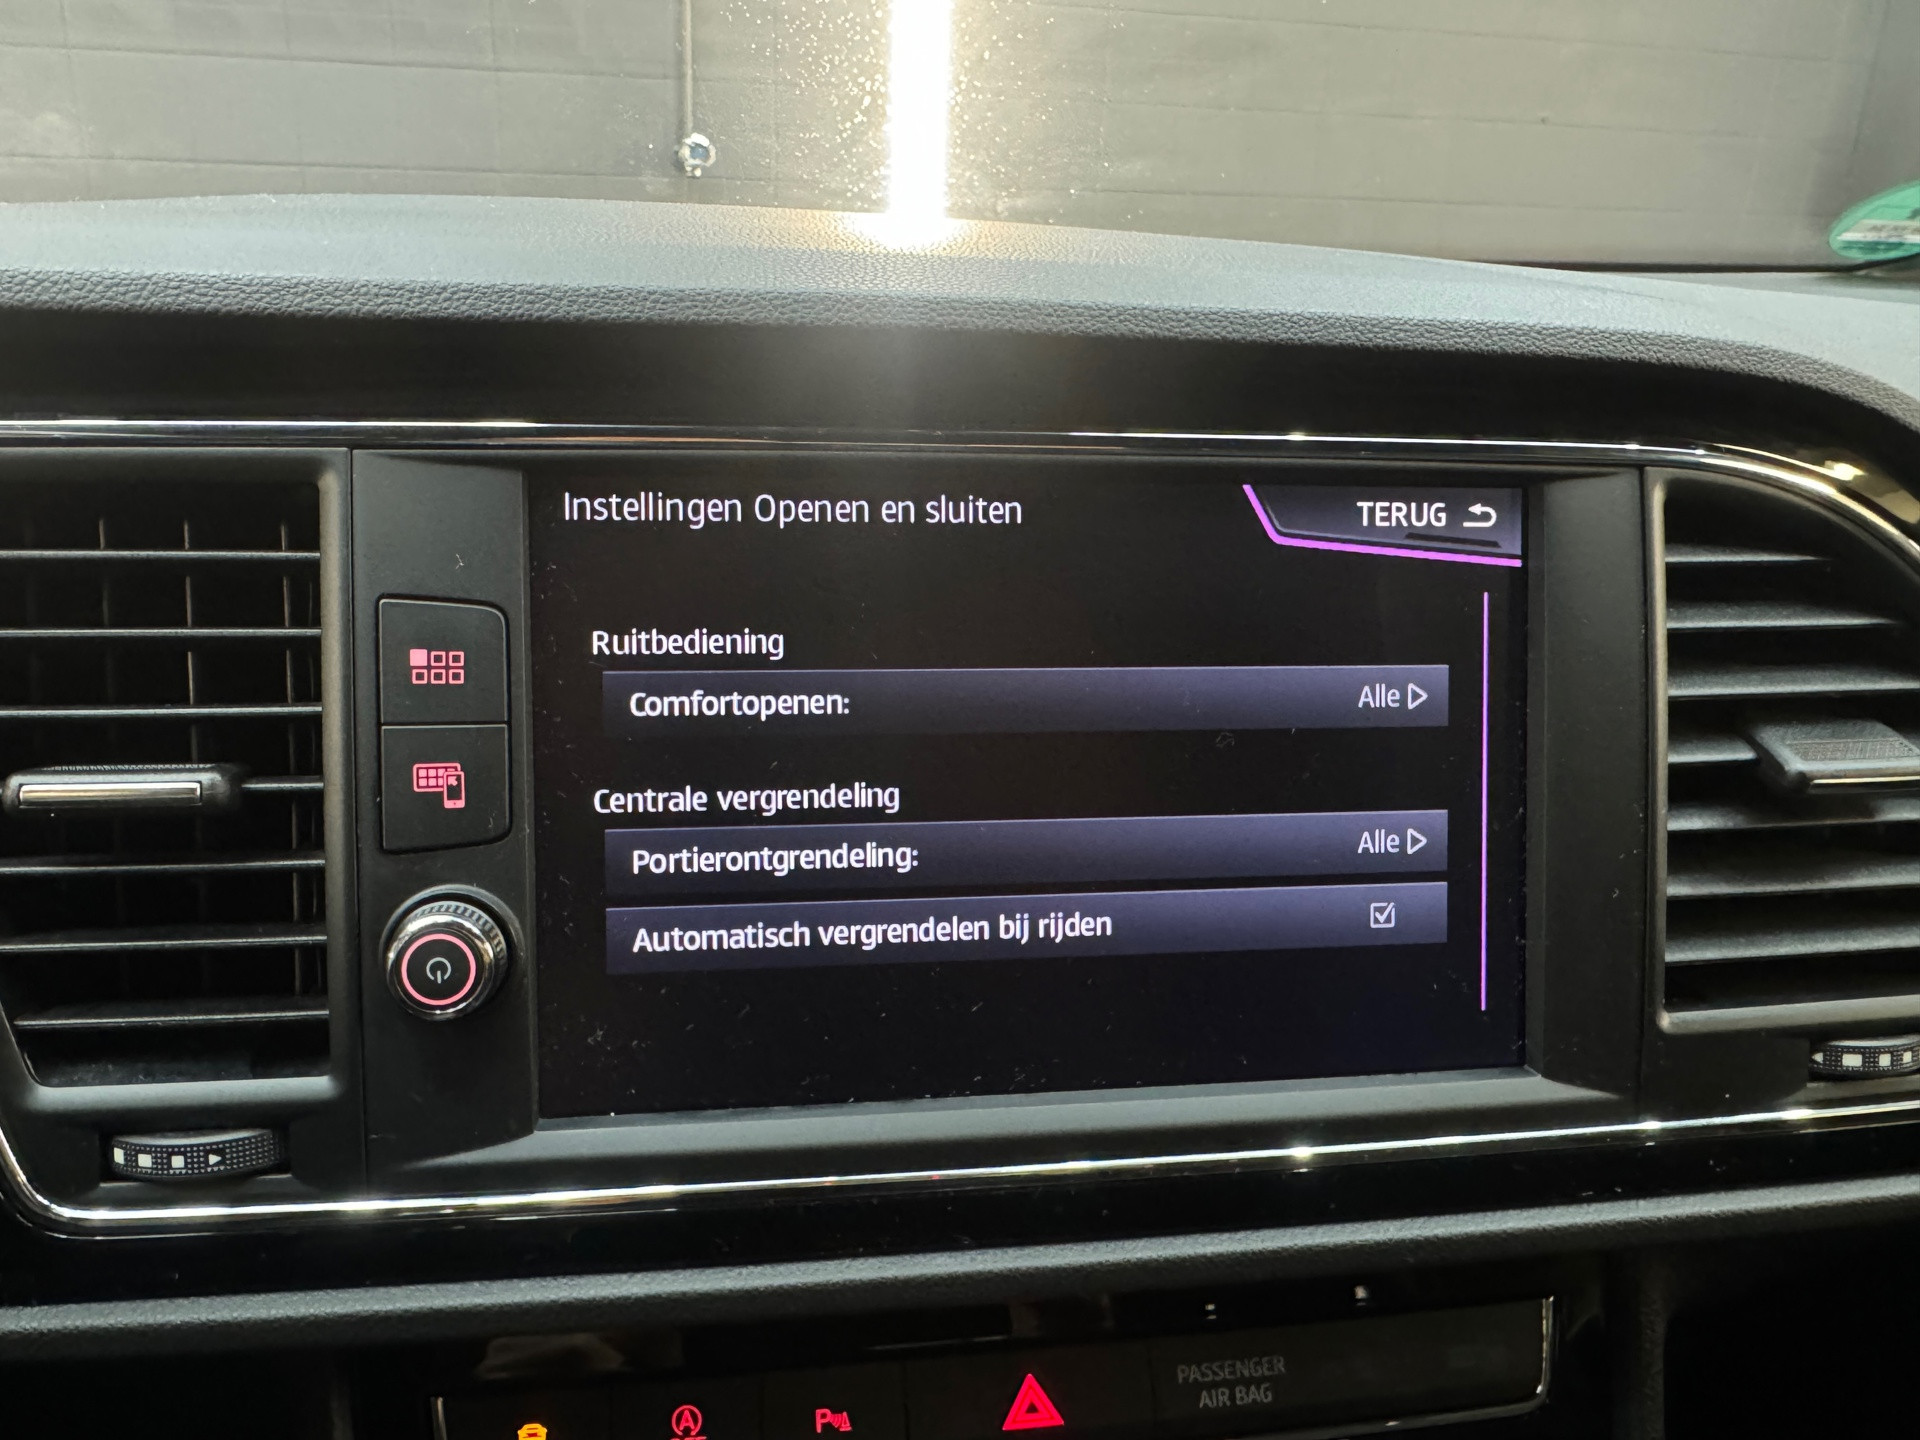 Instellingen Openen en sluiten
TERUG
Ruitbediening
Comfortopenen: Alle
Centrale vergrendeling
Portierontgrendeling: Alle
Automatisch vergrendelen bij rijden
PASSENGER
AIR BAG
A
P